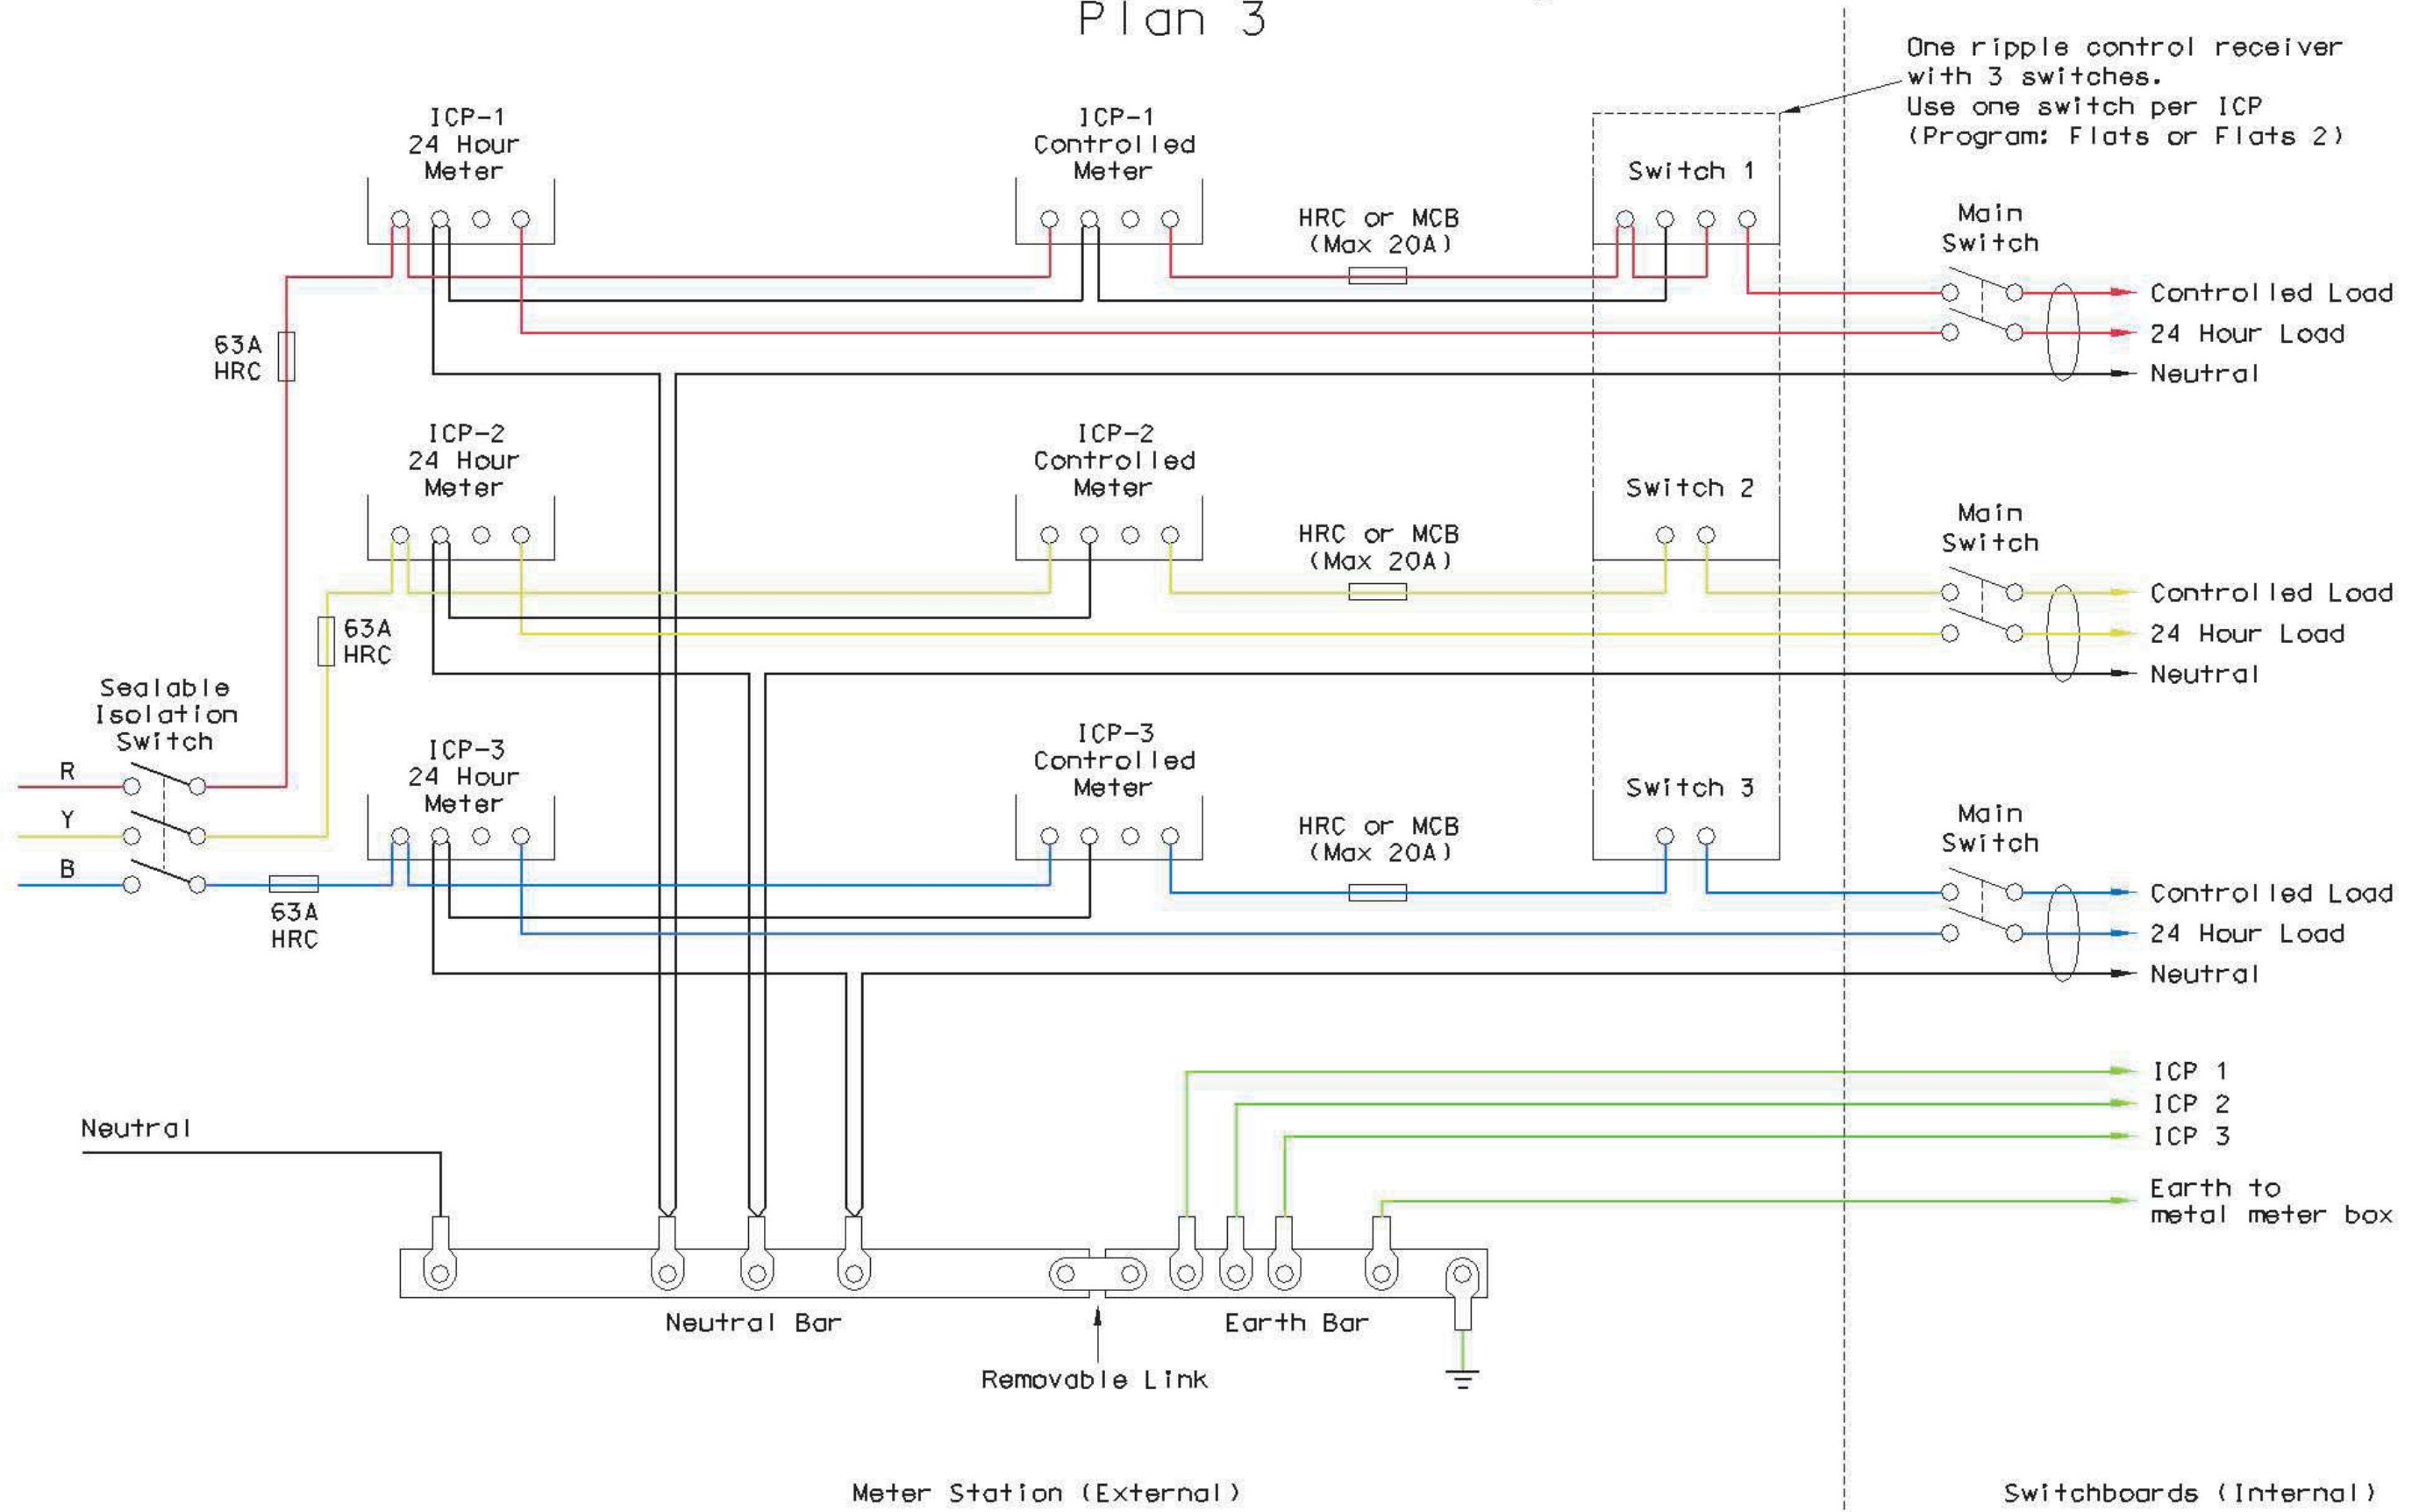 Plan 3
One ripple control receiver
with 3 switches.
Use one switch per ICP
(Program: Flats or Flats 2)
ICP-1
24 Hour
Meter
ICP-1
Controlled
Meter
HRC or MCB
(Max 20A)
Switch 1
Main
Switch
Controlled Load
24 Hour Load
Neutral
63A
HRC
ICP-2
24 Hour
Meter
ICP-2
Controlled
Meter
HRC or MCB
(Max 20A)
Switch 2
Main
Switch
Controlled Load
24 Hour Load
Neutral
63A
HRC
Sealable
Isolation
Switch
R
Y
B
63A
HRC
ICP-3
24 Hour
Meter
ICP-3
Controlled
Meter
HRC or MCB
(Max 20A)
Switch 3
Main
Switch
Controlled Load
24 Hour Load
Neutral
ICP 1
ICP 2
ICP 3
Earth to
metal meter box
Neutral
Neutral Bar
Earth Bar
Removable Link
Meter Station (External)
Switchboards (Internal)